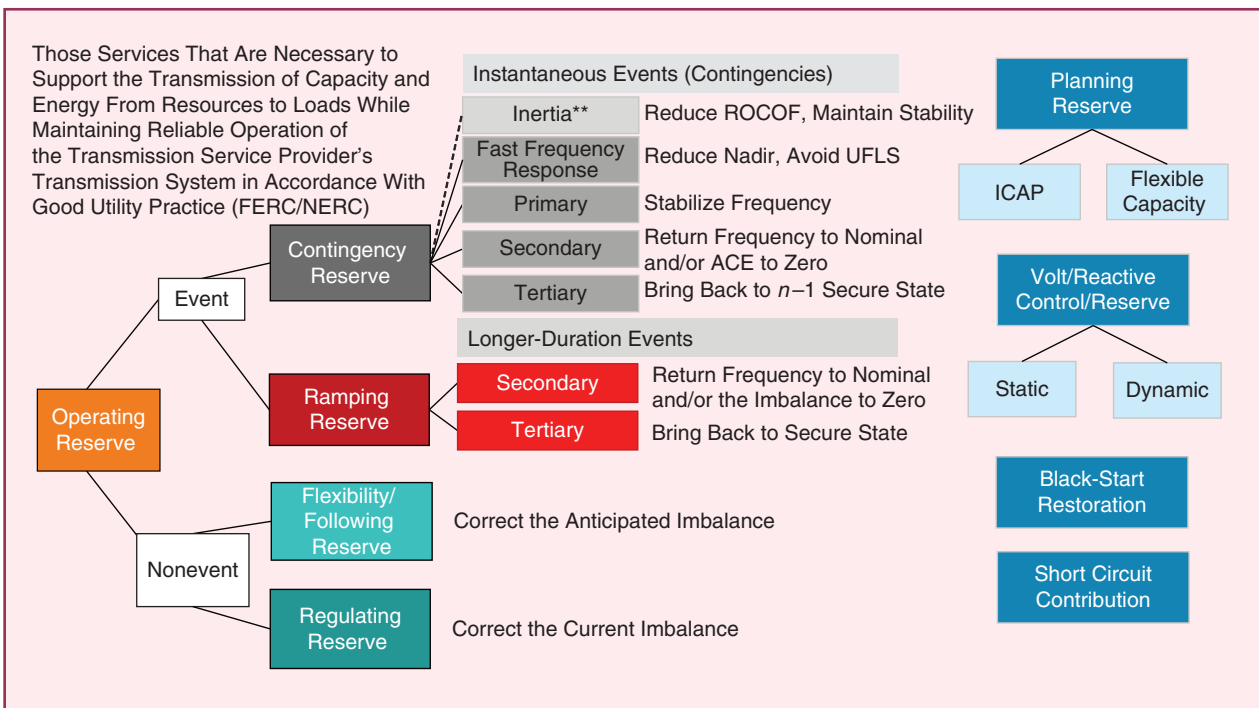 Those Services That Are Necessary to
Support the Transmission of Capacity and
Energy From Resources to Loads While
Maintaining Reliable Operation of
the Transmission Service Provider's
Transmission System in Accordance With
Good Utility Practice (FERC/NERC)
Operating
Reserve
Event
Nonevent
Contingency
Reserve
Ramping
Reserve
Flexibility/
Following
Reserve
Correct the Anticipated Imbalance
Regulating
Reserve
Correct the Current Imbalance
Instantaneous Events (Contingencies)
Inertia**
Reduce ROCOF, Maintain Stability
Fast Frequency
Response
Reduce Nadir, Avoid UFLS
Primary
Stabilize Frequency
Secondary
Return Frequency to Nominal
and/or ACE to Zero
Tertiary
Bring Back to n–1 Secure State
Longer-Duration Events
Secondary
Return Frequency to Nominal
and/or the Imbalance to Zero
Tertiary
Bring Back to Secure State
Planning
Reserve
ICAP
Flexible
Capacity
Volt/Reactive
Control/Reserve
Static
Dynamic
Black-Start
Restoration
Short Circuit
Contribution